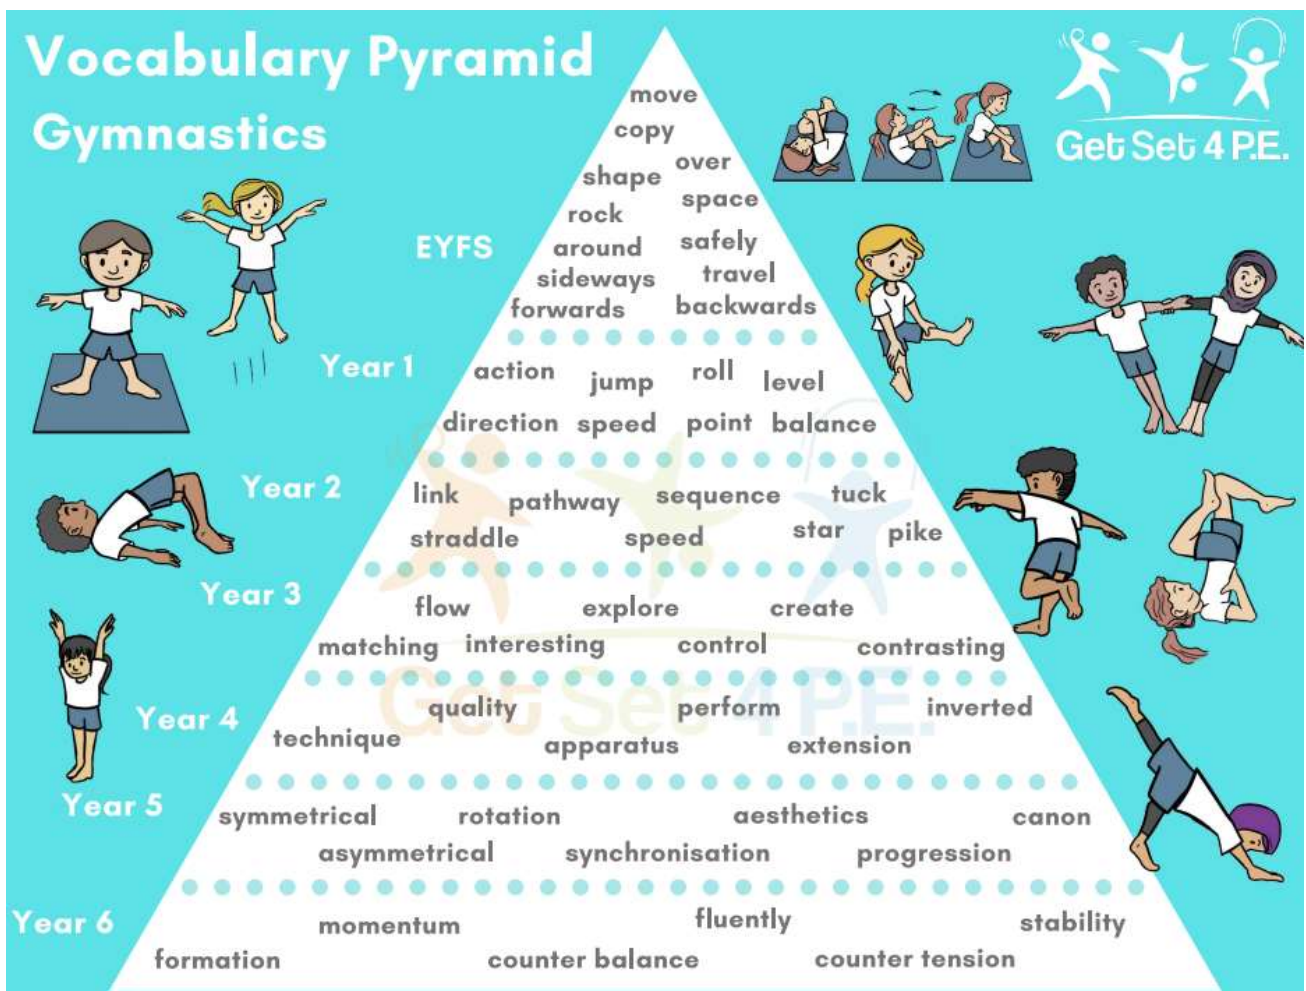 Vocabulary Pyramid
Gymnastics
Get Set 4 P.E.
move
copy
over
shape
space
rock
EYFS
around safely
sideways travel
forwards backwards
Year 1
action jump roll level
direction speed point balance
Year 2
link pathway sequence tuck
straddle speed star pike
Year 3
flow explore create
matching interesting control contrasting
Get Set 4 P.E.
Year 4
quality perform inverted
technique apparatus extension
Year 5
symmetrical rotation aesthetics canon
asymmetrical synchronisation progression
Year 6
momentum fluently stability
formation counter balance counter tension